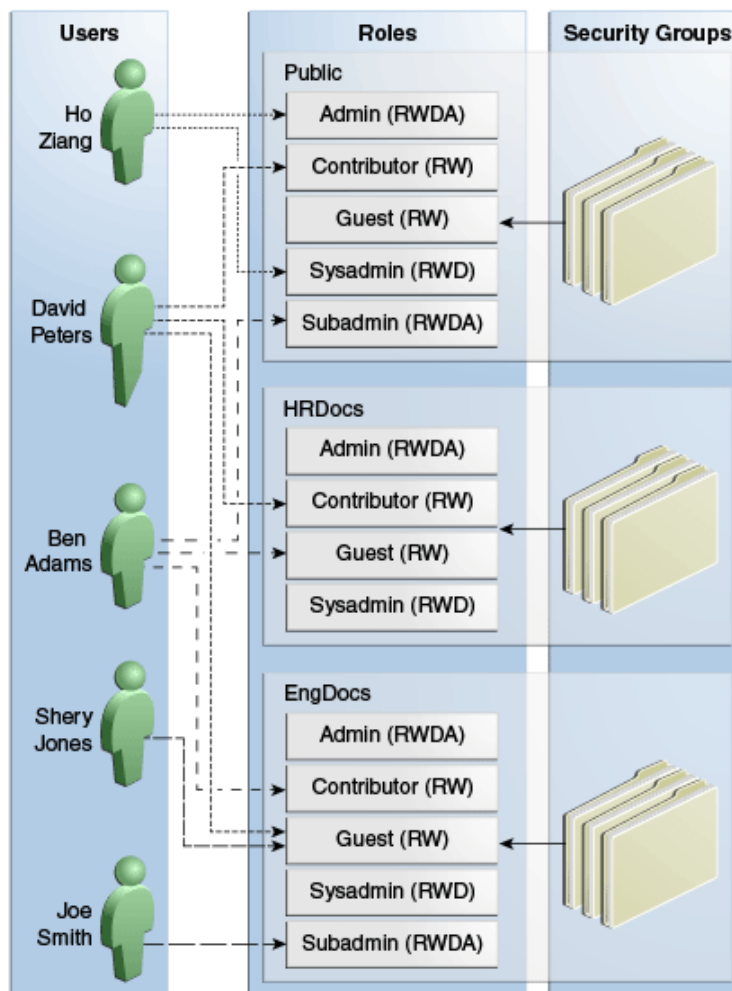 Users
Roles
Security Groups
Ho
Ziang
David
Peters
Ben
Adams
Shery
Jones
Joe
Smith
Public
Admin (RWDA)
Contributor (RW)
Guest (RW)
Sysadmin (RWD)
Subadmin (RWDA)
HRDocs
Admin (RWDA)
Contributor (RW)
Guest (RW)
Sysadmin (RWD)
EngDocs
Admin (RWDA)
Contributor (RW)
Guest (RW)
Sysadmin (RWD)
Subadmin (RWDA)